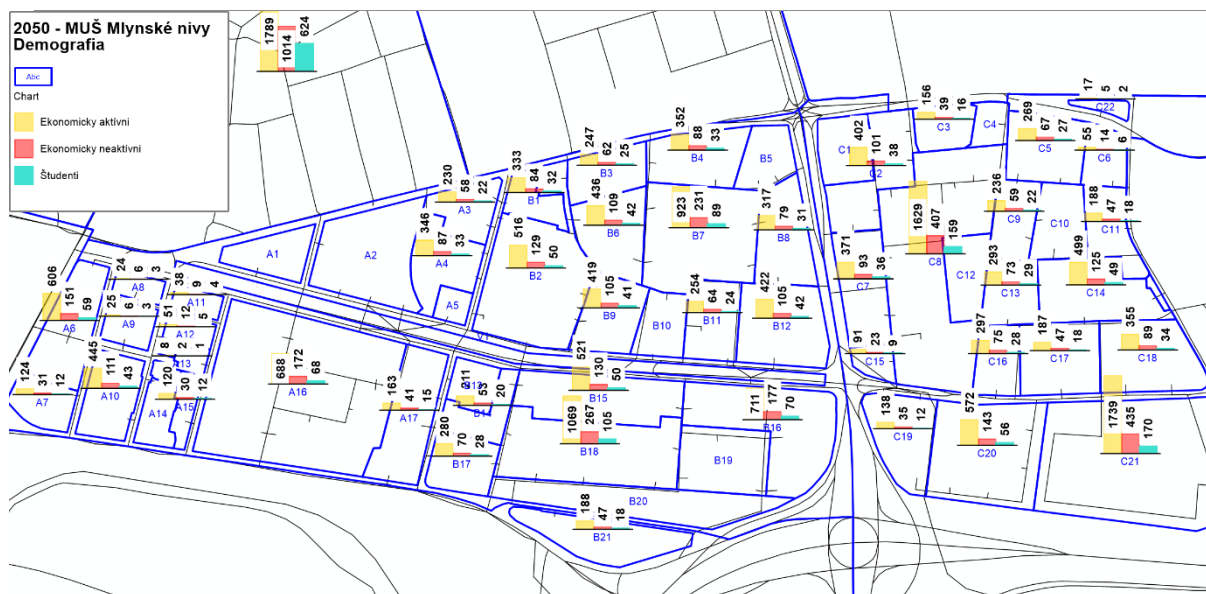 2050 - MUŠ Mlynské nivy
Demografia
Abc
Chart
Ekonomicky aktívni
Ekonomicky neaktívni
Študenti
1789 1014 624
156 39 16
C3
C4
17 5 2
C22
269 67 27
C5
55 14 6
C6
352 88 33
B4
B5
247 62 25
B3
402 101 38
C1
C2
333 84 32
B1
230 58 22
A3
436 109 42
B6
923 231 89
B7
317 79 31
B8
1629 407 159
C8
236 59 22
C9
C10
188 47 18
C11
346 87 33
A4
516 129 50
B2
A1
A2
A5
371 93 36
C7
C12
293 73 29
C13
499 125 49
C14
606 151 59
A6
24 6 3
A8
25 6 3
A9
38 9 4
A11
51 12 5
A12
419 105 41
B9
B10
254 64 24
B11
422 105 42
B12
91 23 9
C15
297 75 28
C16
187 47 18
C17
355 89 34
C18
124 31 12
A7
445 111 43
A10
8 2 1
120 30 12
A14
A15
688 172 68
A16
163 41 15
A17
53 20
521 130 50
B15
280 70 28
B17
1069 267 105
B18
711 177 70
B16
B19
138 35 12
C19
572 143 56
C20
1739 435 170
C21
B20
188 47 18
B21